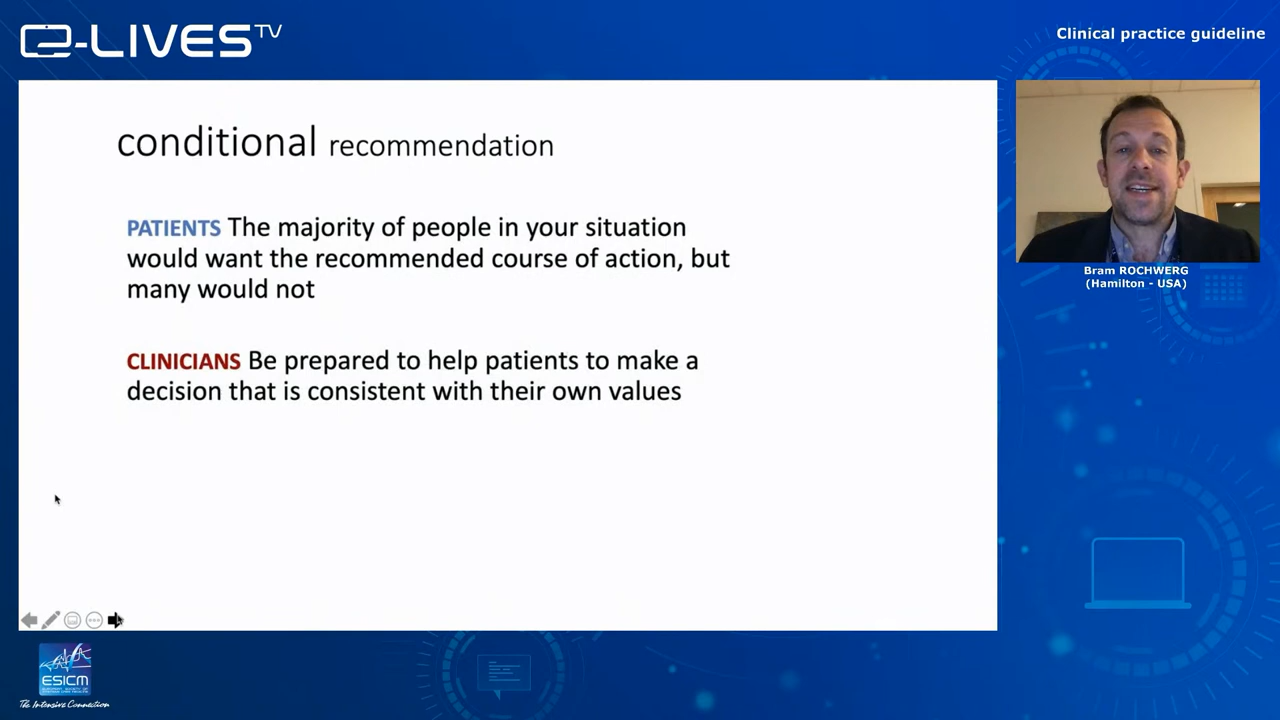 e-LIVES TV
Clinical practice guideline
conditional recommendation
PATIENTS The majority of people in your situation
would want the recommended course of action, but
many would not
CLINICIANS Be prepared to help patients to make a
decision that is consistent with their own values
Bram ROCHWERG
(Hamilton - USA)
ESICM
The Intensive Connection